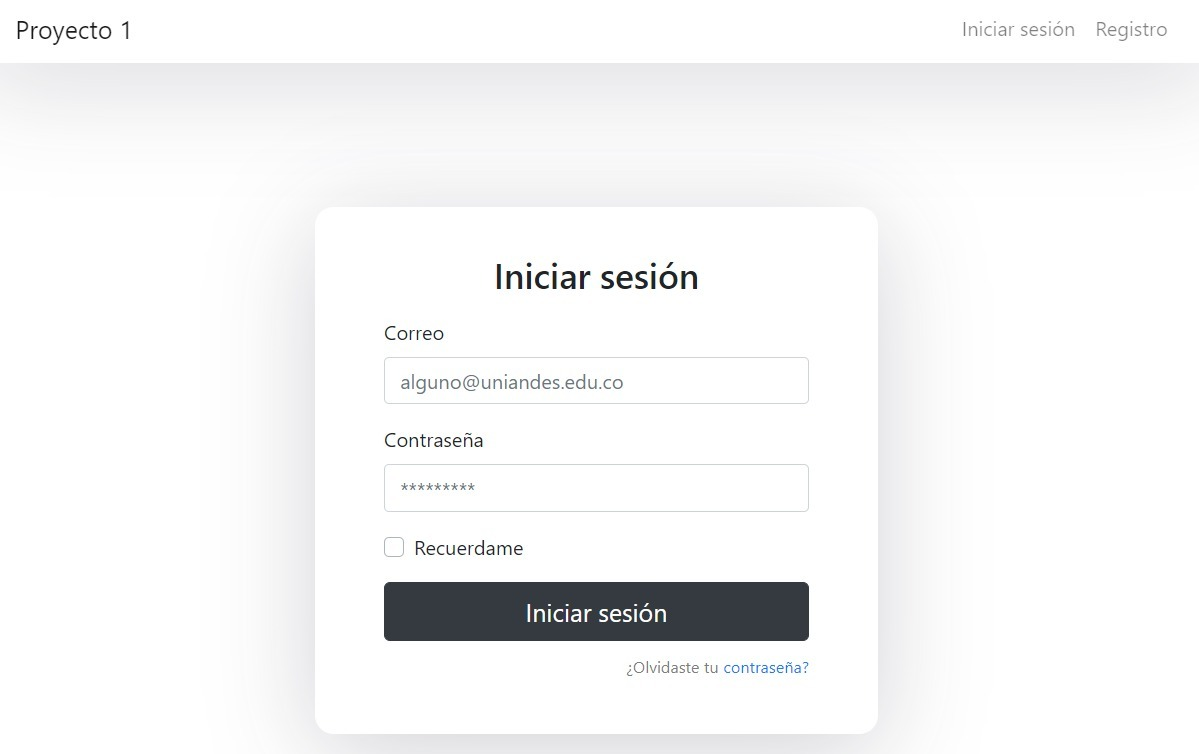 Proyecto 1
Iniciar sesión Registro
Iniciar sesión
Correo
alguno@uniandes.edu.co
Contraseña
*********
Recuerdame
Iniciar sesión
¿Olvidaste tu contraseña?